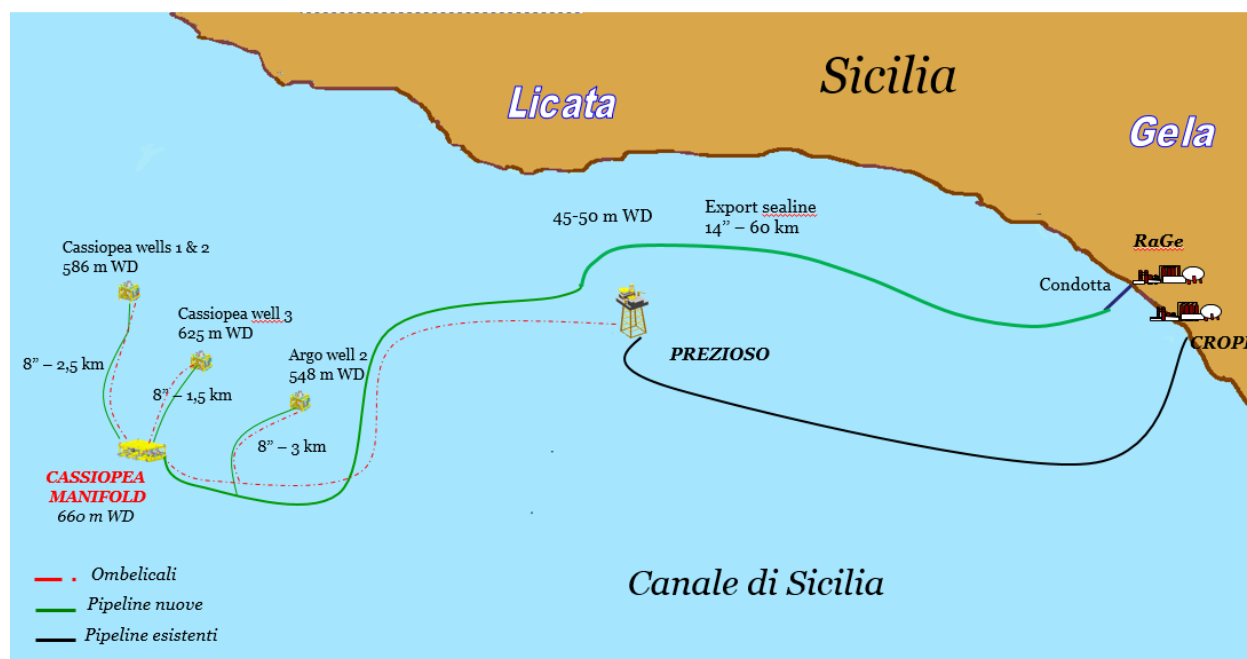 Sicilia
Licata
Gela
45-50 m WD
Export sealine
14” – 60 km
RaGe
Cassiopea wells 1 & 2
586 m WD
Condotta
Cassiopea well 3
625 m WD
CROPI
PREZIOSO
Argo well 2
548 m WD
8” – 2,5 km
8” – 1,5 km
8” – 3 km
CASSIOPEA
MANIFOLD
660 m WD
Ombelicali
Canale di Sicilia
Pipeline nuove
Pipeline esistenti